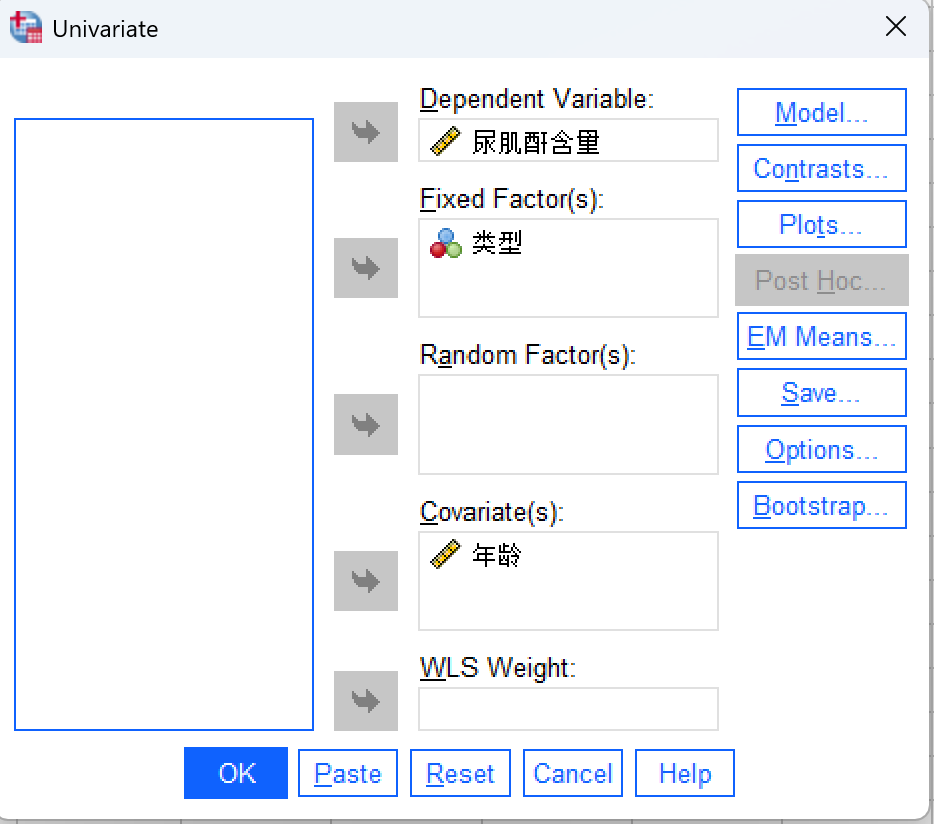 Univariate
Dependent Variable:
尿肌酐含量
Fixed Factor(s):
类型
Random Factor(s):
Covariate(s):
年龄
WLS Weight:
Model...
Contrasts...
Plots...
Post Hoc...
EM Means...
Save...
Options...
Bootstrap...
OK
Paste
Reset
Cancel
Help